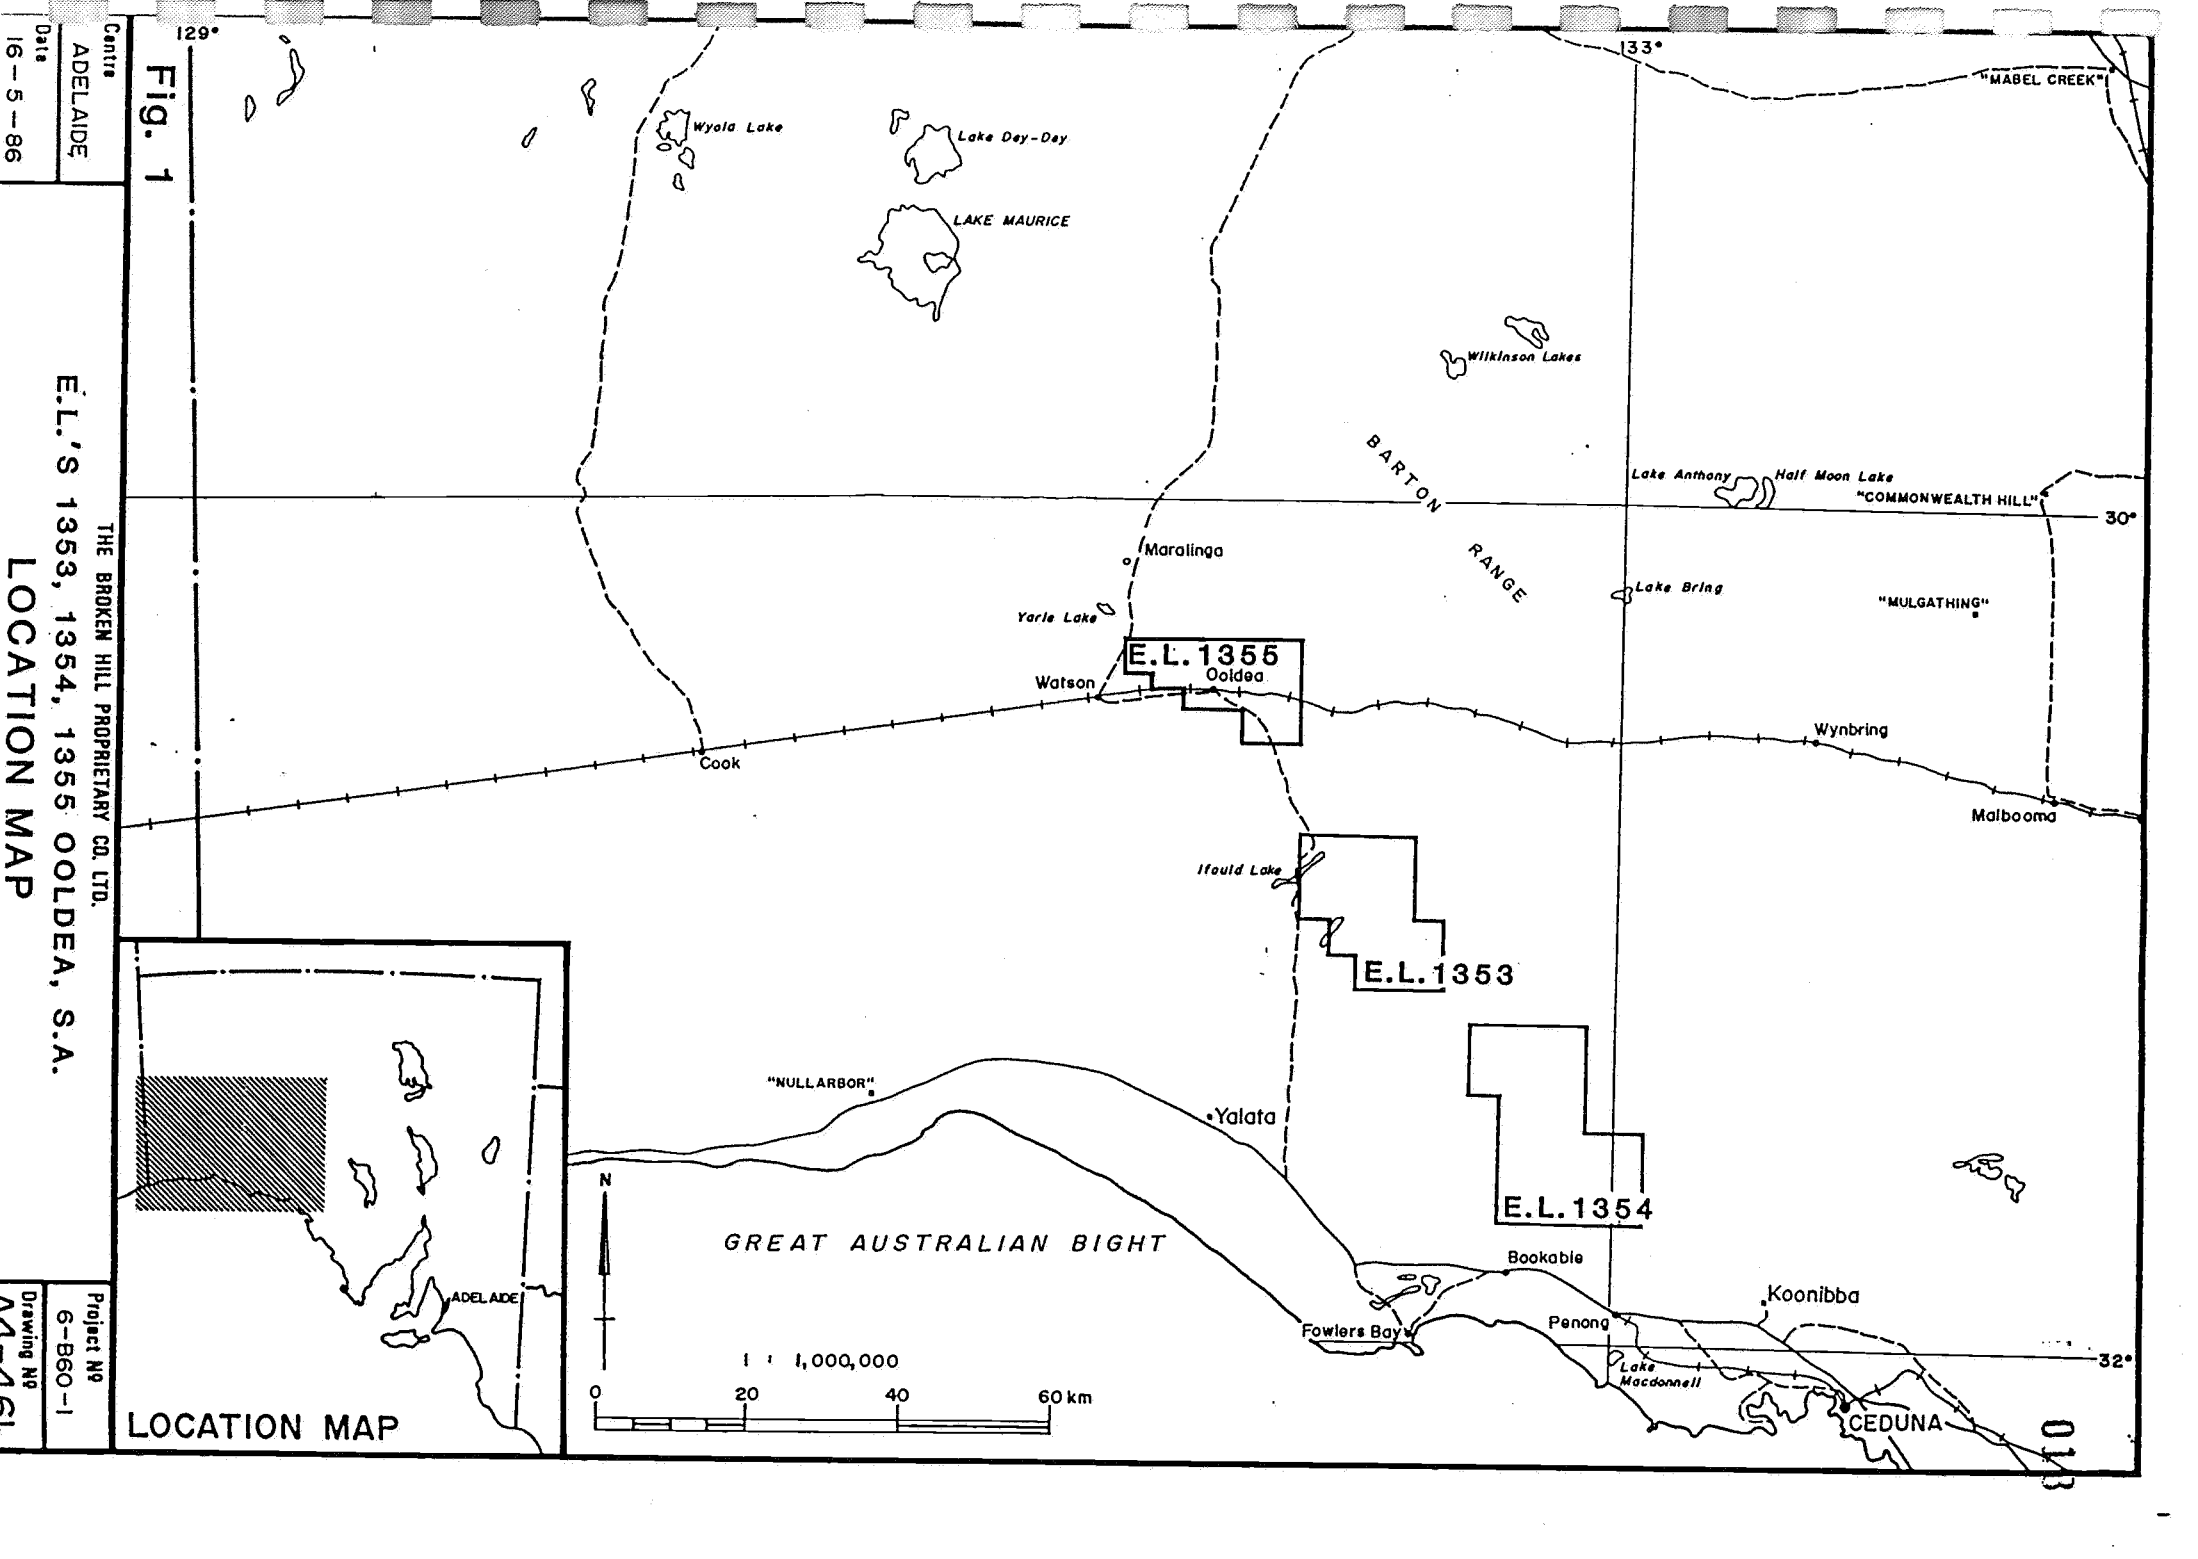 129°
133°
"MABEL CREEK"
Wyola Lake
Lake Dey-Dey
LAKE MAURICE
Wilkinson Lakes
BARTON
RANGE
Lake Anthony
Half Moon Lake
"COMMONWEALTH HILL"
30°
Maralinga
Lake Bring
"MULGATHING"
Yarle Lake
E.L.1355
Ooldea
Watson
Cook
Wynbring
Malbooma
Ifould Lake
E.L.1353
"NULLARBOR"
Yalata
E.L.1354
N
GREAT AUSTRALIAN BIGHT
Bookabie
Koonibba
Penong
Fowlers Bay
32°
Lake
Macdonnell
CEDUNA
1 : 1,000,000
0 20 40 60 km
ADELAIDE
LOCATION MAP
013
Fig. 1
THE BROKEN HILL PROPRIETARY CO. LTD.
E.L.'S 1353, 1354, 1355 OOLDEA, S.A.
LOCATION MAP
Centre
ADELAIDE
Date
16-5-86
Project Nº
6-B60-1
Drawing Nº